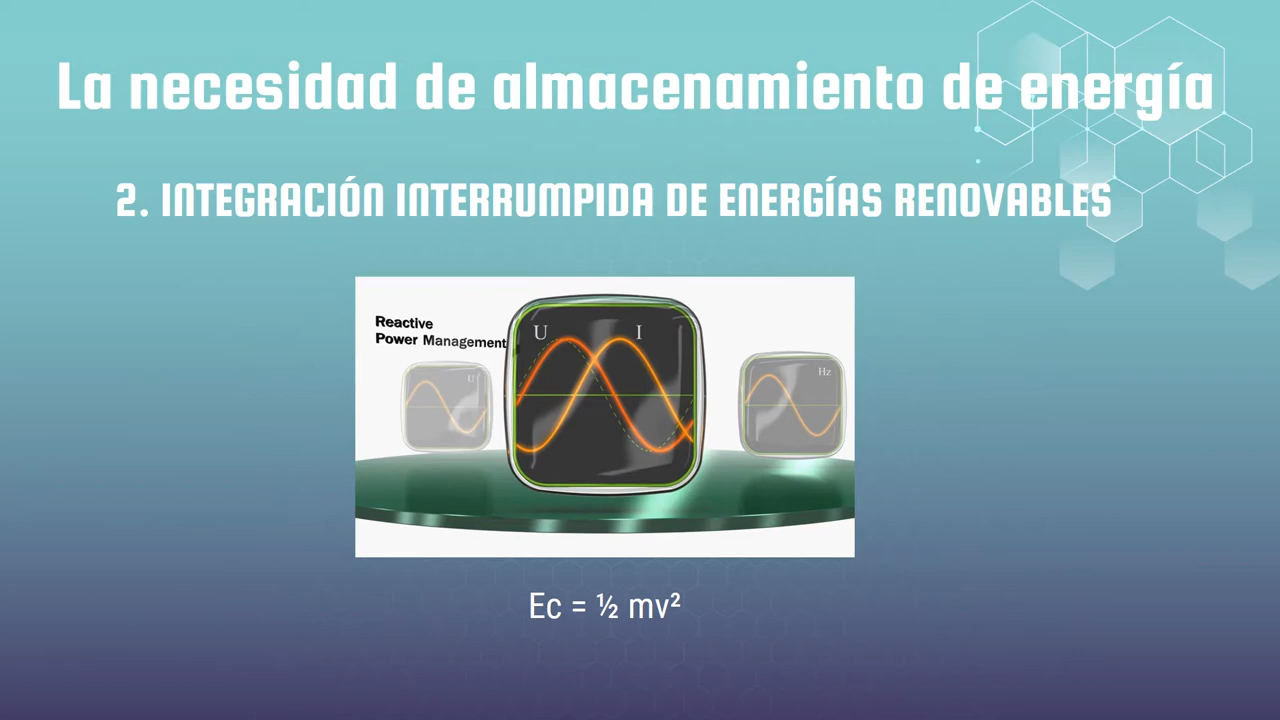 La necesidad de almacenamiento de energía
2. INTEGRACIÓN INTERRUMPIDA DE ENERGÍAS RENOVABLES
Reactive
Power Management
U I
U
Hz
Ec = ½ mv²